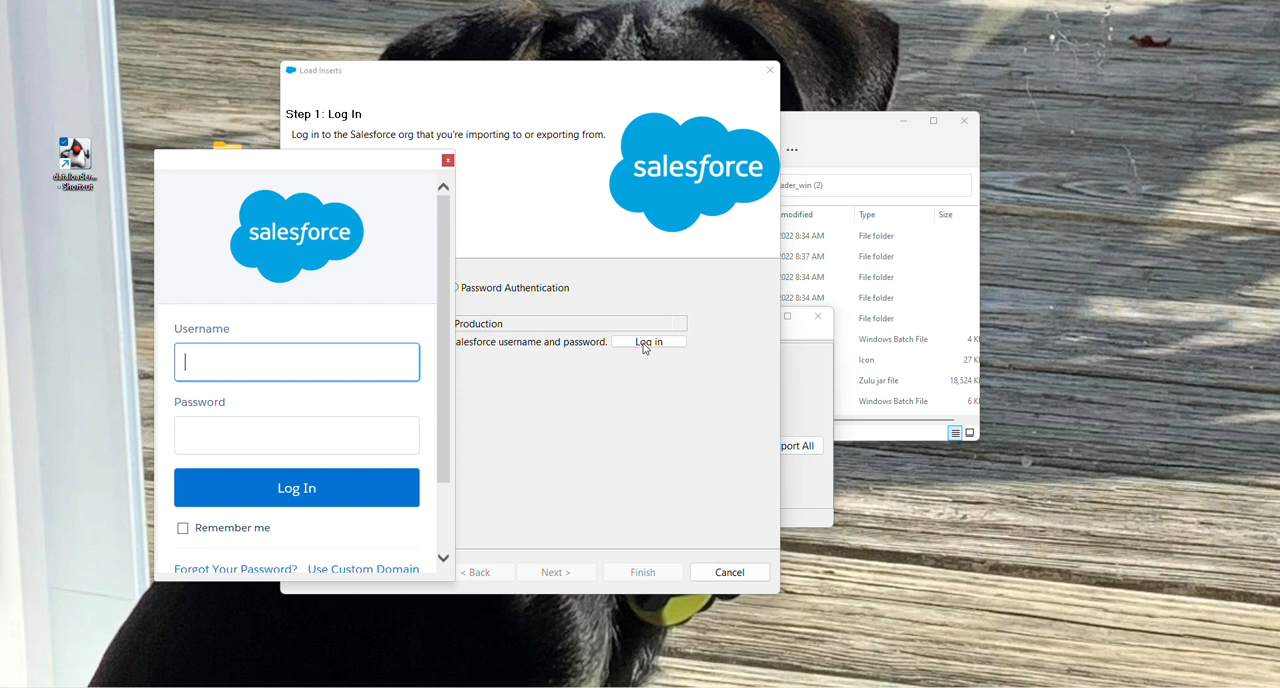 Load Inserts
Step 1: Log In
Log in to the Salesforce org that you're importing to or exporting from.
salesforce
dataloader...
- Shortcut
x
salesforce
Username
Password
Log In
Remember me
Forgot Your Password? Use Custom Domain
Password Authentication
Production
alesforce username and password. Log in
< Back Next > Finish Cancel
...
ader_win (2)
modified Type Size
022 8:34 AM File folder
022 8:37 AM File folder
022 8:34 AM File folder
022 8:34 AM File folder
File folder
Windows Batch File 4 K
Icon 27 K
Zulu jar file 18,524 K
Windows Batch File 6 K
port All